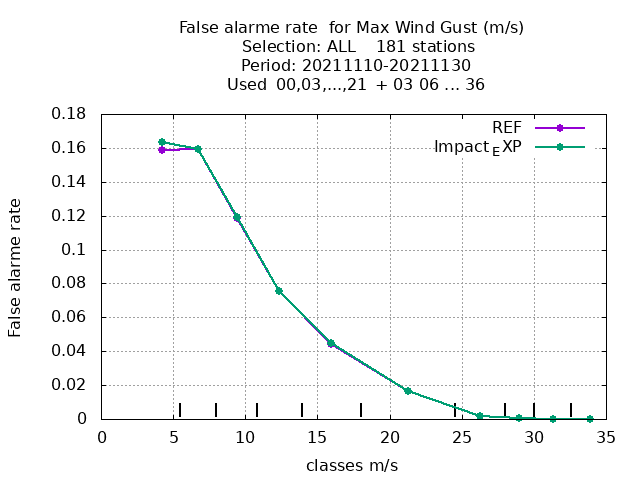 False alarme rate  for Max Wind Gust (m/s)
Selection: ALL    181 stations
Period: 20211110-20211130
Used  00,03,...,21  + 03 06 ... 36
REF
Impact_EXP
0.18
0.16
0.14
0.12
0.1
0.08
0.06
0.04
0.02
0
False alarme rate
0 5 10 15 20 25 30 35
classes m/s